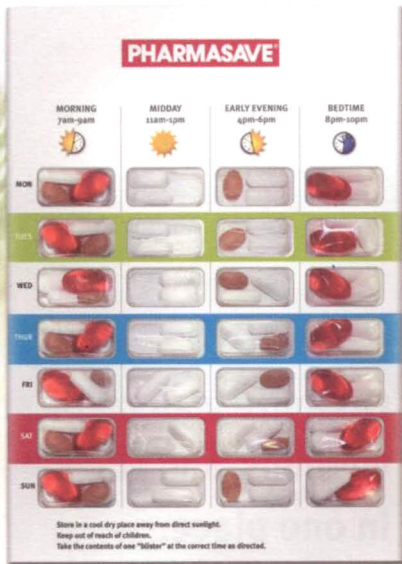 PHARMASAVE®
MORNING MIDDAY EARLY EVENING BEDTIME
7am-9am 11am-1pm 4pm-6pm 8pm-10pm
MON
TUES
WED
THUR
FRI
SAT
SUN
Store in a cool dry place away from direct sunlight.
Keep out of reach of children.
Take the contents of one "blister" at the correct time as directed.